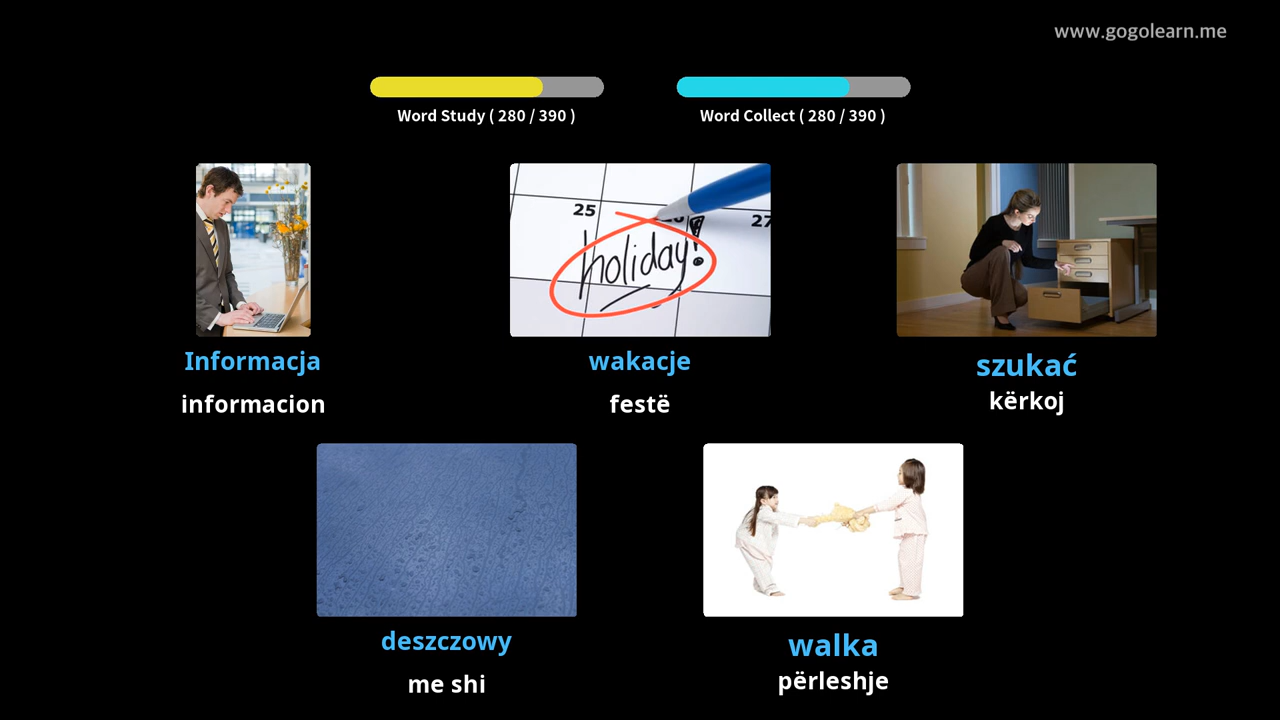 www.gogolearn.me
Word Study ( 280 / 390 )
Word Collect ( 280 / 390 )
25
27
holiday!
Informacja
wakacje
szukać
informacion
festë
kërkoj
deszczowy
walka
me shi
përleshje